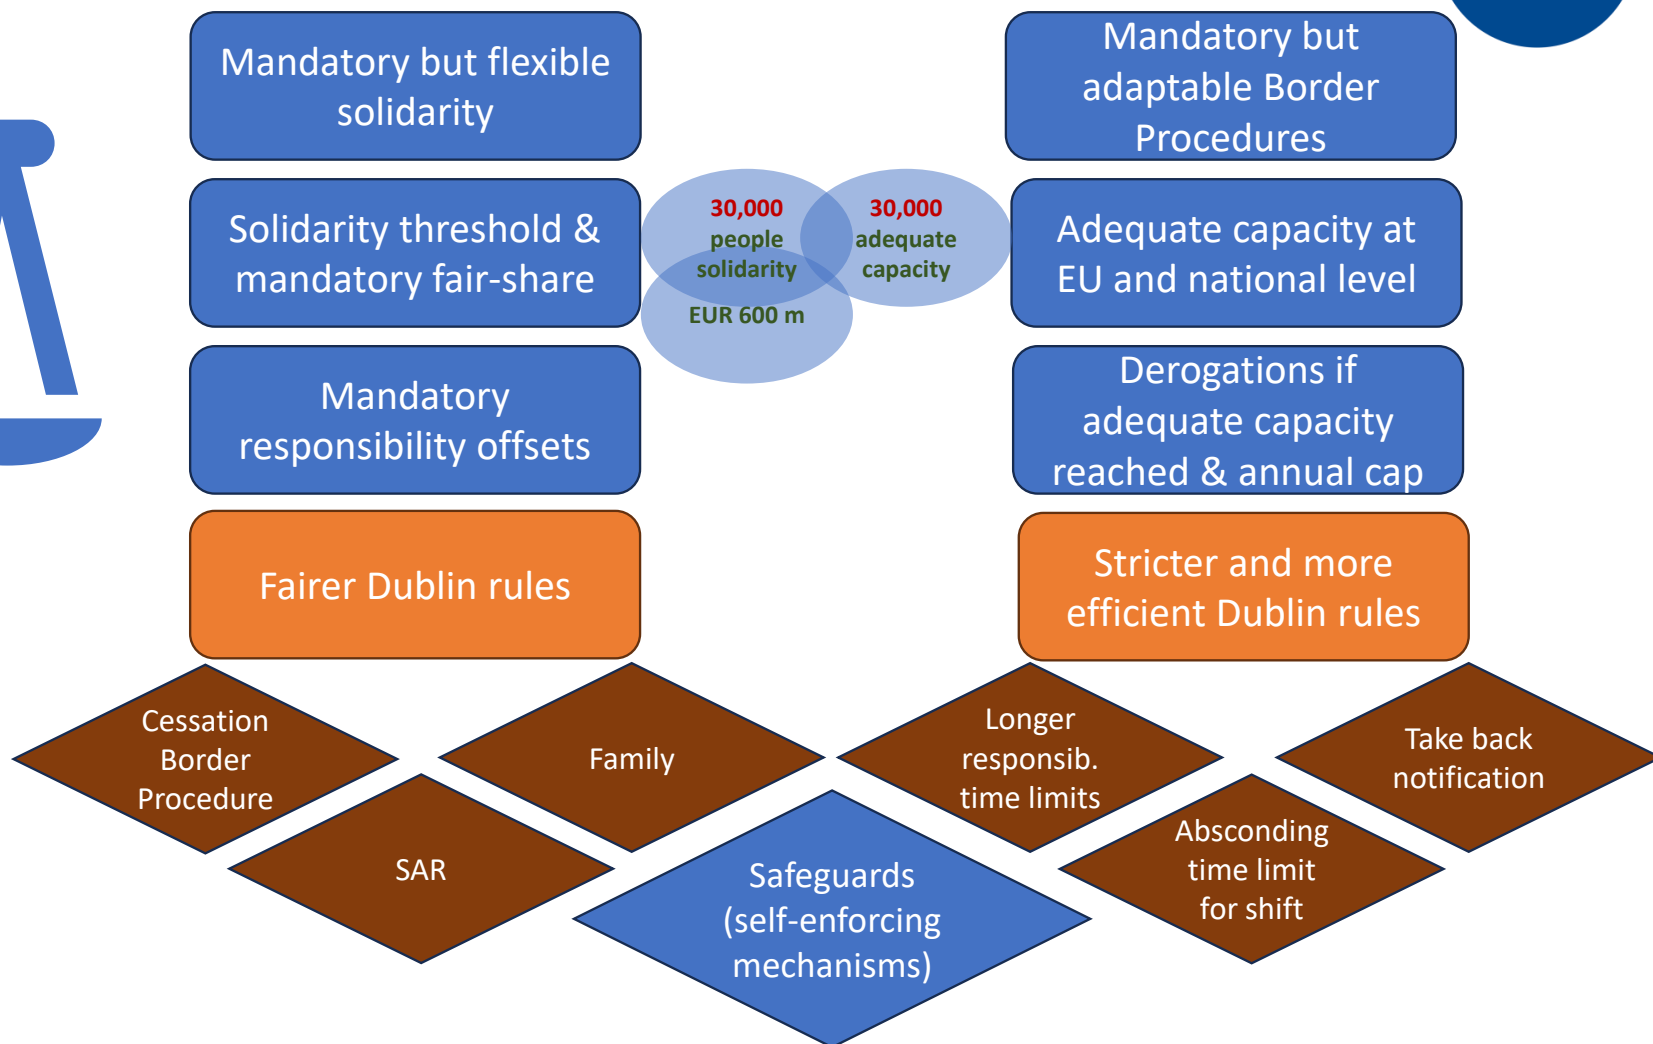 Mandatory but flexible
solidarity
Mandatory but
adaptable Border
Procedures
Solidarity threshold &
mandatory fair-share
30,000
people
solidarity
30,000
adequate
capacity
EUR 600 m
Adequate capacity at
EU and national level
Mandatory
responsibility offsets
Derogations if
adequate capacity
reached & annual cap
Fairer Dublin rules
Stricter and more
efficient Dublin rules
Cessation
Border
Procedure
SAR
Family
Longer
responsib.
time limits
Take back
notification
Absconding
time limit
for shift
Safeguards
(self-enforcing
mechanisms)